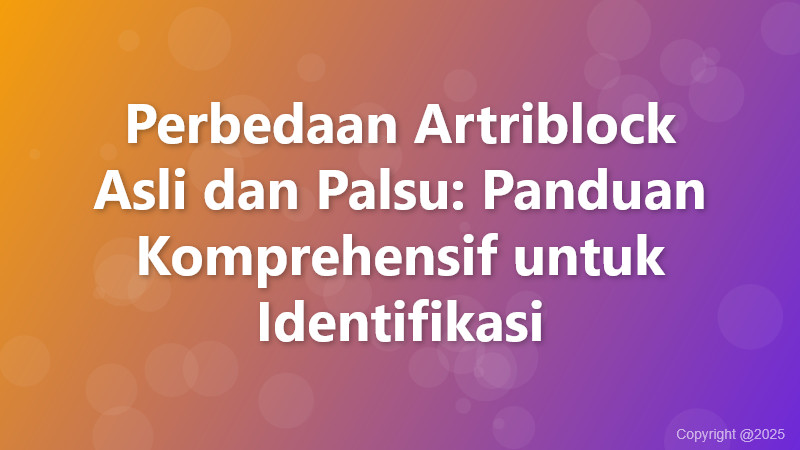 Perbedaan Artriblock
Asli dan Palsu: Panduan
Komprehensif untuk
Identifikasi
Copyright @2025